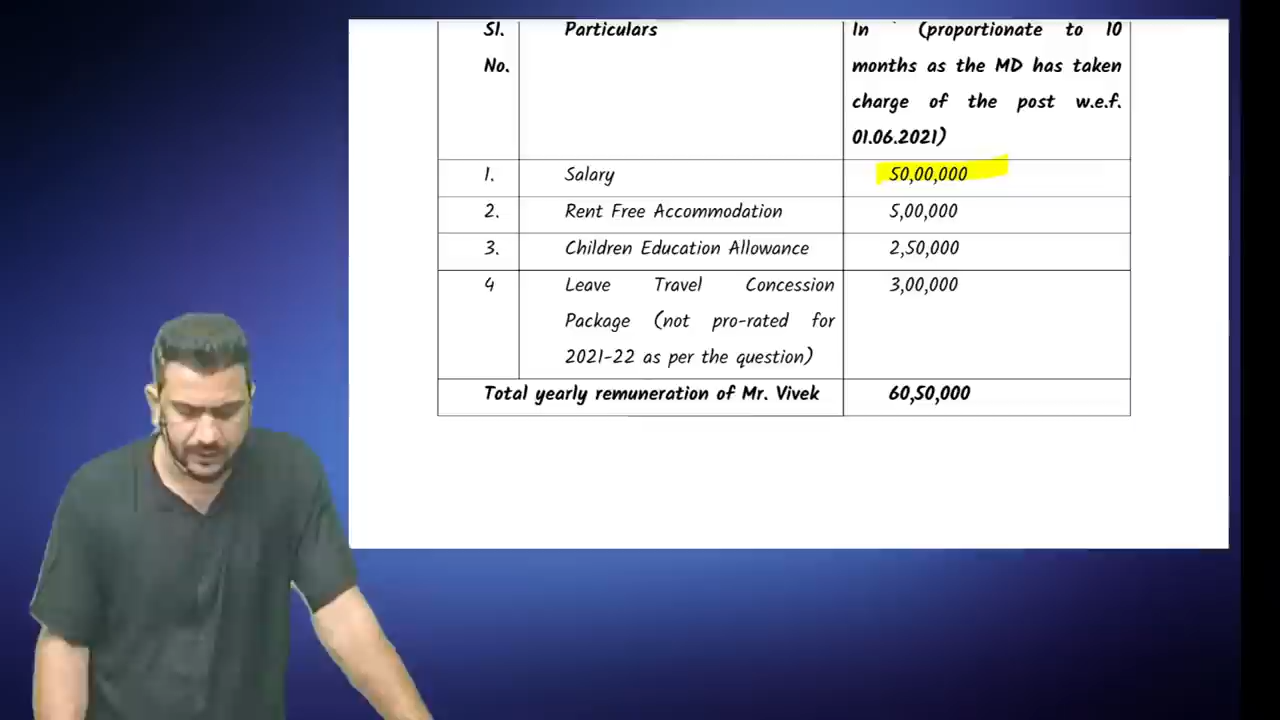 Sl. Particulars In ` (proportionate to 10
No. months as the MD has taken
charge of the post w.e.f.
01.06.2021)
1. Salary 50,00,000
2. Rent Free Accommodation 5,00,000
3. Children Education Allowance 2,50,000
4 Leave Travel Concession 3,00,000
Package (not pro-rated for
2021-22 as per the question)
Total yearly remuneration of Mr. Vivek 60,50,000